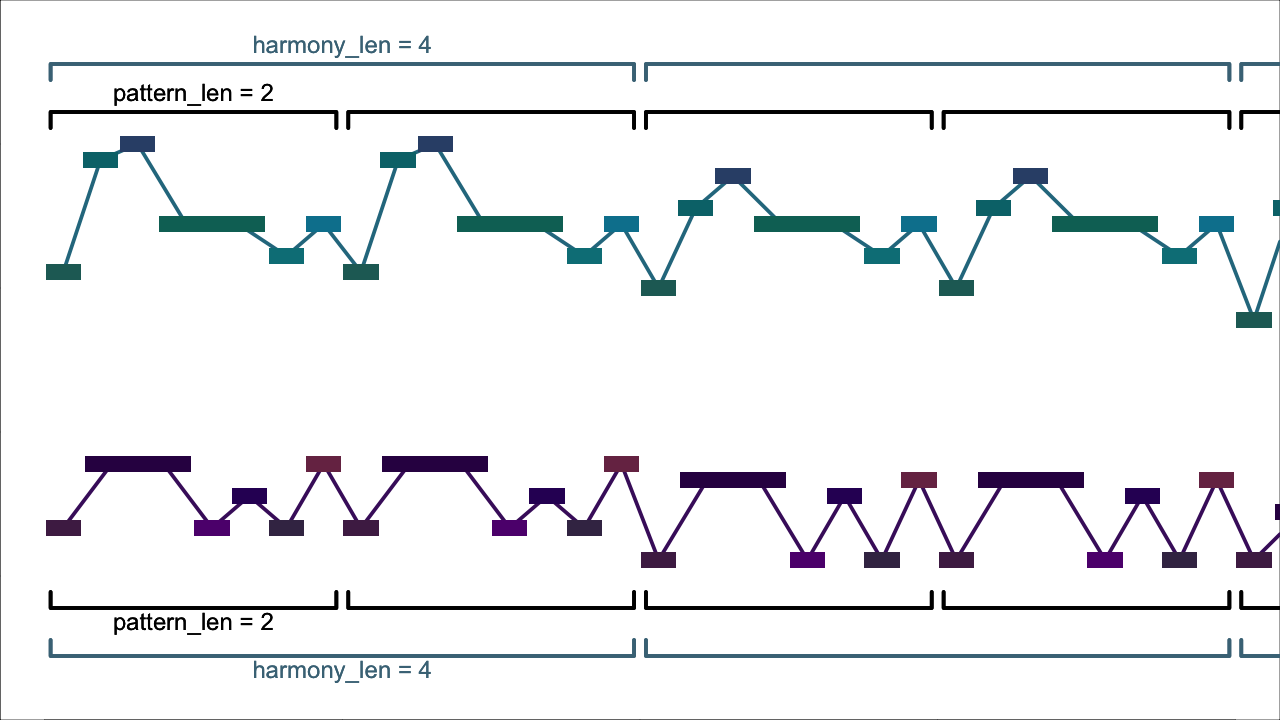 harmony_len = 4
pattern_len = 2
pattern_len = 2
harmony_len = 4